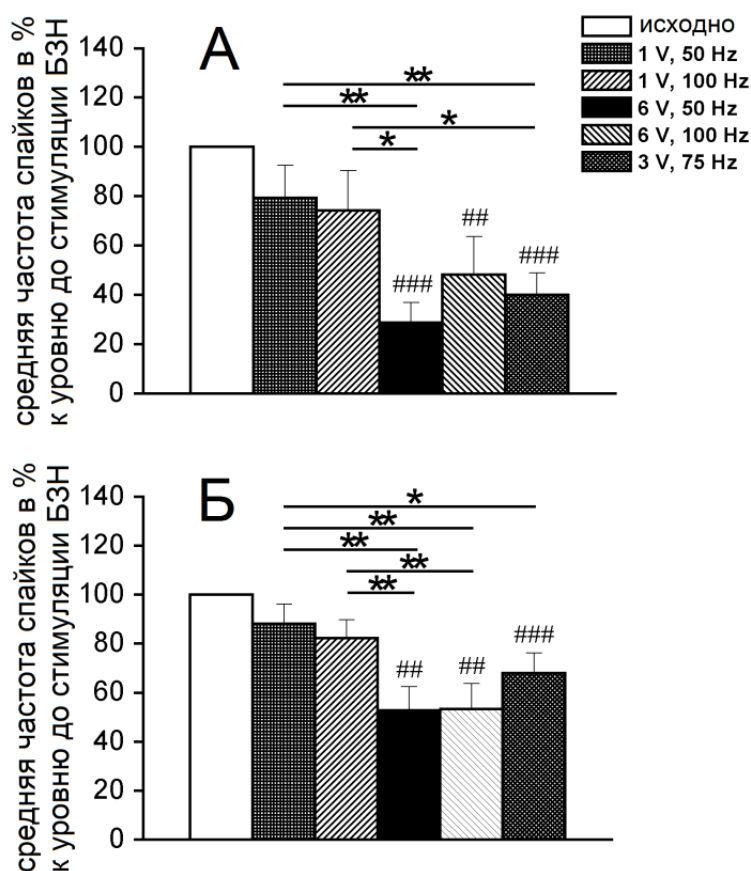 исходно
1 V, 50 Hz
1 V, 100 Hz
6 V, 50 Hz
6 V, 100 Hz
3 V, 75 Hz
А
средняя частота спайков в %
к уровню до стимуляции БЗН
140
120
100
80
60
40
20
0
**
**
*
*
###
##
###
Б
средняя частота спайков в %
к уровню до стимуляции БЗН
140
120
100
80
60
40
20
0
*
**
**
**
**
##
##
###